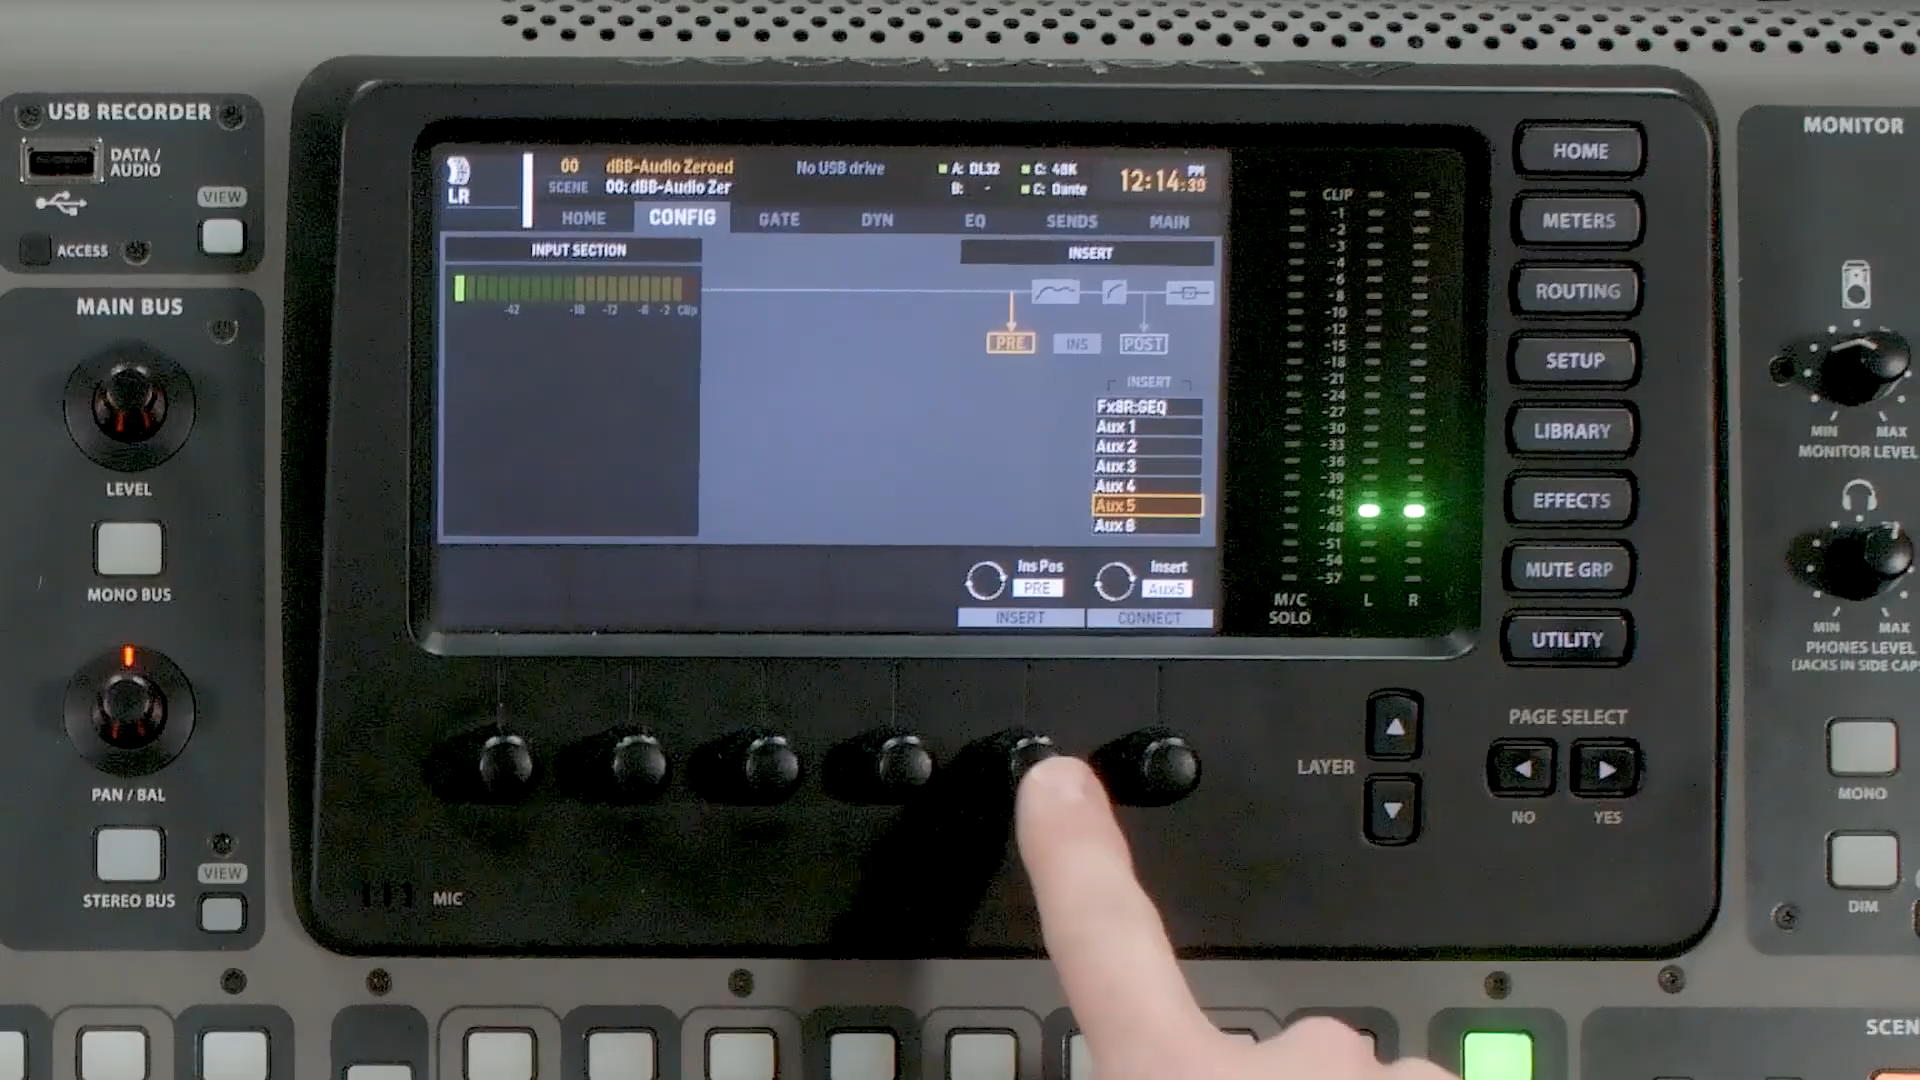 USB RECORDER
DATA /
AUDIO
VIEW
ACCESS
MAIN BUS
LEVEL
MONO BUS
PAN / BAL
VIEW
STEREO BUS
LR
00 dBB-Audio Zeroed
SCENE 00: dBB-Audio Zer
No USB drive
A: DL32
B: -
C: 48K
C: Dante
12:14:39 PM
HOME CONFIG GATE DYN EQ SENDS MAIN
INPUT SECTION
-42 -18 -12 -6 -2 Clip
INSERT
PRE INS POST
INSERT
Fx8R:GEQ
Aux 1
Aux 2
Aux 3
Aux 4
Aux 5
Aux 6
Ins Pos
PRE
INSERT
Insert
Aux5
CONNECT
CLIP
-1
-2
-3
-4
-6
-8
-10
-12
-15
-18
-21
-24
-27
-30
-33
-36
-39
-42
-45
-48
-51
-54
-57
M/C
SOLO
L R
HOME
METERS
ROUTING
SETUP
LIBRARY
EFFECTS
MUTE GRP
UTILITY
LAYER
PAGE SELECT
NO YES
MIC
MONITOR
MIN MAX
MONITOR LEVEL
MIN MAX
PHONES LEVEL
(JACKS IN SIDE CAPS
MONO
DIM
SCEN